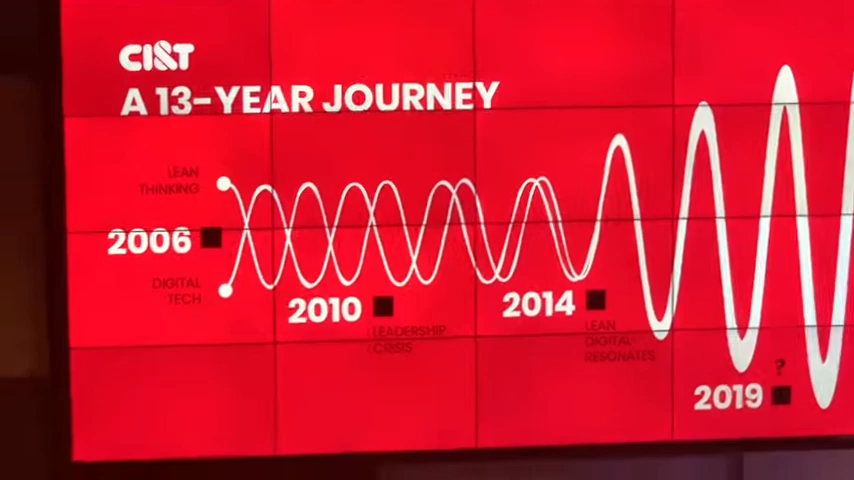 CI&T
A 13-YEAR JOURNEY
LEAN
THINKING
2006
DIGITAL
TECH
2010
LEADERSHIP
CRISIS
2014
LEAN
DIGITAL
RESONATES
?
2019